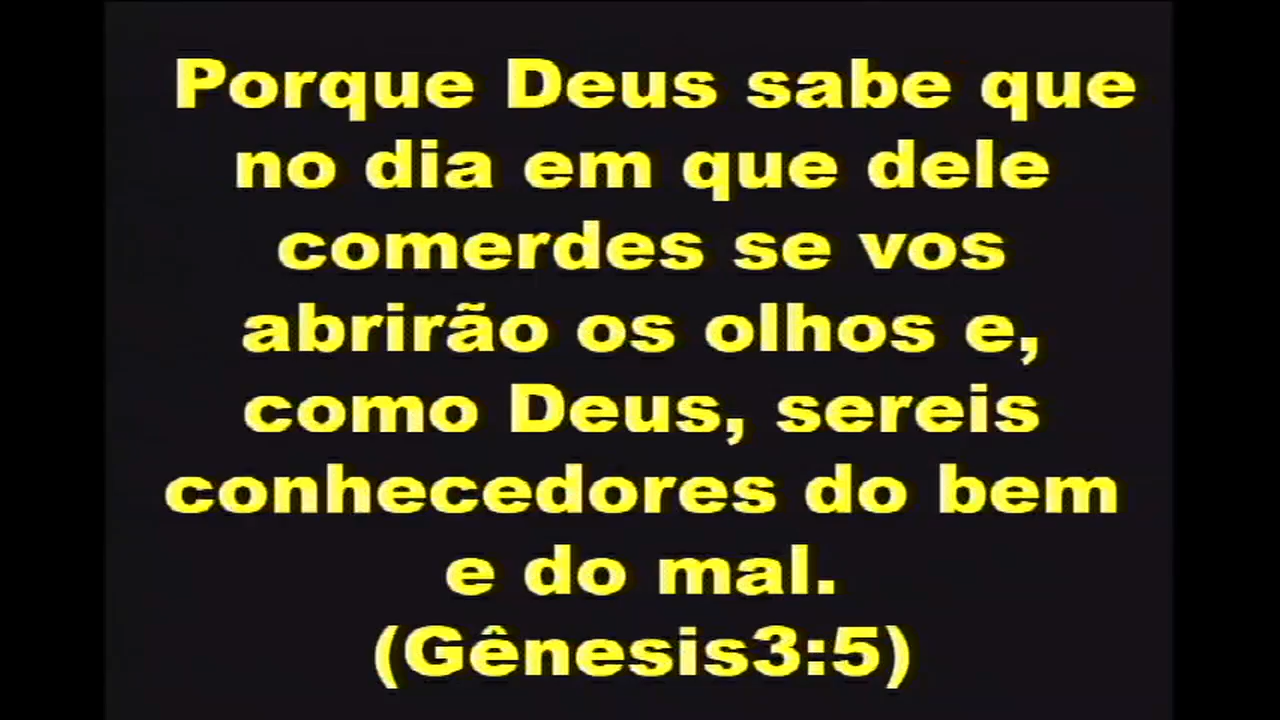 Porque Deus sabe que
no dia em que dele
comerdes se vos
abrirão os olhos e,
como Deus, sereis
conhecedores do bem
e do mal.
(Gênesis3:5)